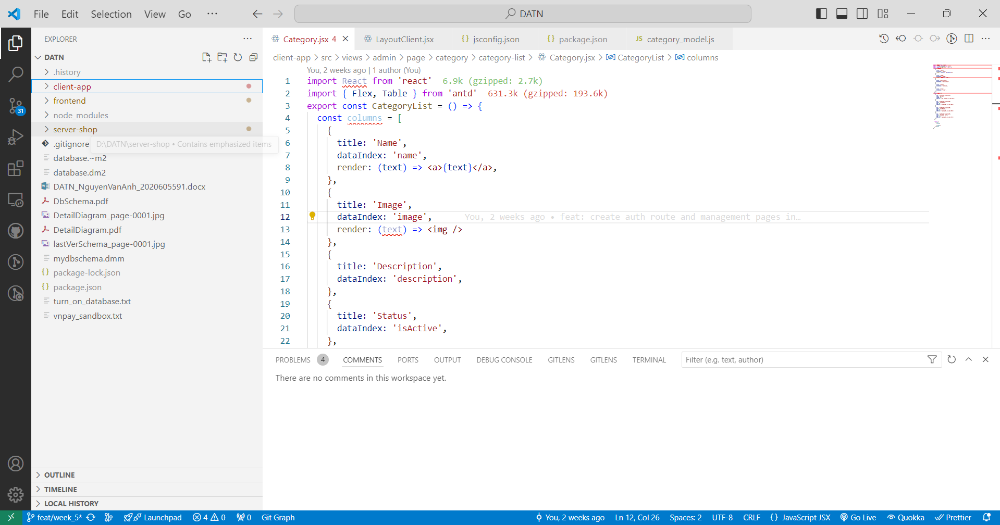 File Edit Selection View Go ···
DATN
EXPLORER
DATN
.history
client-app
frontend
node_modules
server-shop
.gitignore
D:\DATN\server-shop • Contains emphasized items
database.~m2
database.dm2
DATN_NguyenVanAnh_2020605591.docx
DbSchema.pdf
DetailDiagram_page-0001.jpg
DetailDiagram.pdf
lastVerSchema_page-0001.jpg
mydbschema.dmm
package-lock.json
package.json
turn_on_database.txt
vnpay_sandbox.txt
OUTLINE
TIMELINE
LOCAL HISTORY
31
Category.jsx 4 LayoutClient.jsx jsconfig.json package.json JS category_model.js
client-app > src > views > admin > page > category > category-list > Category.jsx > CategoryList > columns
You, 2 weeks ago | 1 author (You)
1 import React from 'react' 6.9k (gzipped: 2.7k)
2 import { Flex, Table } from 'antd' 631.3k (gzipped: 193.6k)
3 export const CategoryList = () => {
4 const columns = [
5 {
6 title: 'Name',
7 dataIndex: 'name',
8 render: (text) => <a>{text}</a>,
9 },
10 {
11 title: 'Image',
12 dataIndex: 'image', You, 2 weeks ago • feat: create auth route and management pages in…
13 render: (text) => <img />
14 },
15 {
16 title: 'Description',
17 dataIndex: 'description',
18 },
19 {
20 title: 'Status',
21 dataIndex: 'isActive',
22 },
PROBLEMS 4 COMMENTS PORTS OUTPUT DEBUG CONSOLE GITLENS GITLENS TERMINAL Filter (e.g. text, author)
There are no comments in this workspace yet.
feat/week_5* Launchpad 4 0 0 Git Graph You, 2 weeks ago Ln 12, Col 26 Spaces: 2 UTF-8 CRLF {} JavaScript JSX Go Live Quokka Prettier